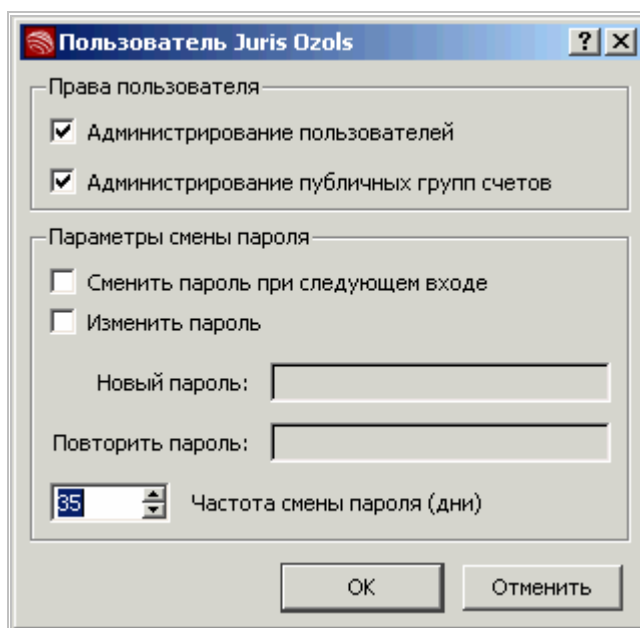 Пользователь Juris Ozols
Права пользователя
Администрирование пользователей
Администрирование публичных групп счетов
Параметры смены пароля
Сменить пароль при следующем входе
Изменить пароль
Новый пароль:
Повторить пароль:
35 Частота смены пароля (дни)
OK Отменить